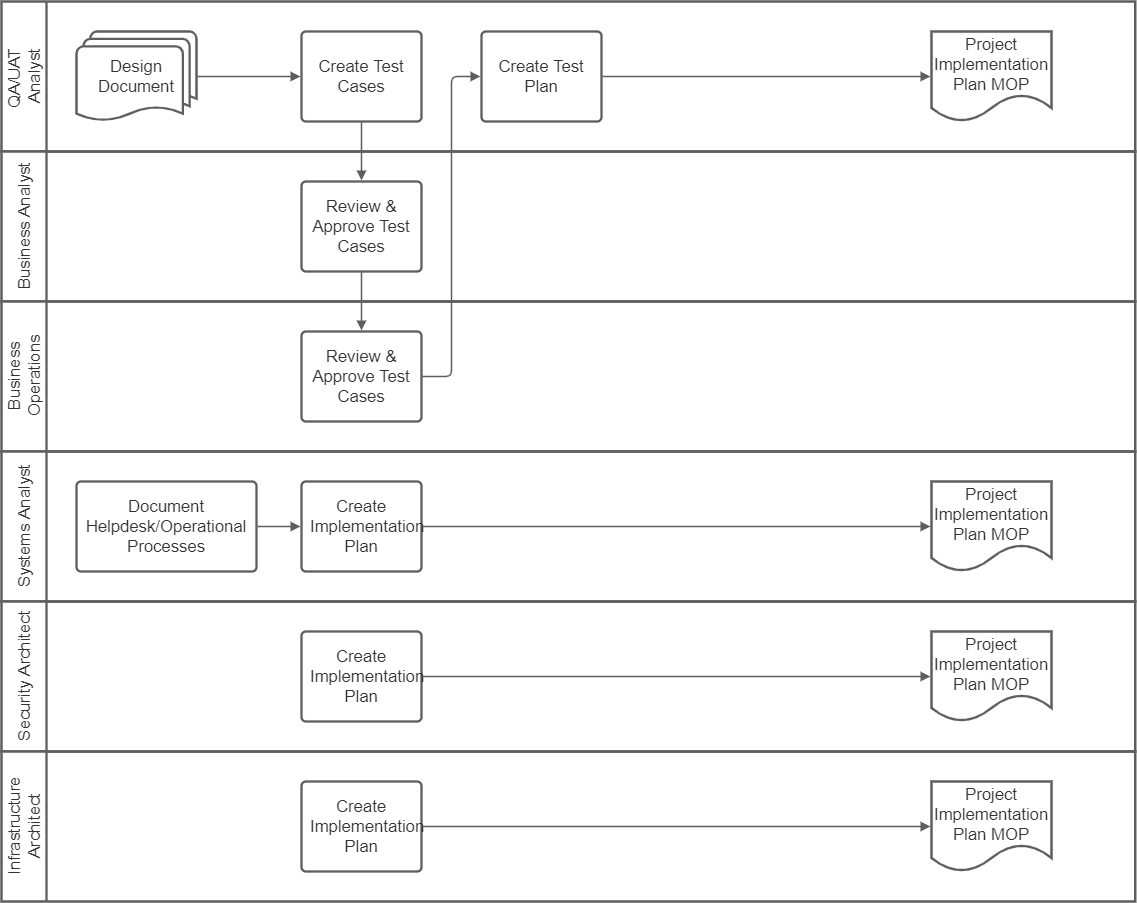 QA/UAT
Analyst
Design
Document
Create Test
Cases
Create Test
Plan
Project
Implementation
Plan MOP
Business Analyst
Review &
Approve Test
Cases
Business
Operations
Review &
Approve Test
Cases
Systems Analyst
Document
Helpdesk/Operational
Processes
Create
Implementation
Plan
Project
Implementation
Plan MOP
Security Architect
Create
Implementation
Plan
Project
Implementation
Plan MOP
Infrastructure
Architect
Create
Implementation
Plan
Project
Implementation
Plan MOP